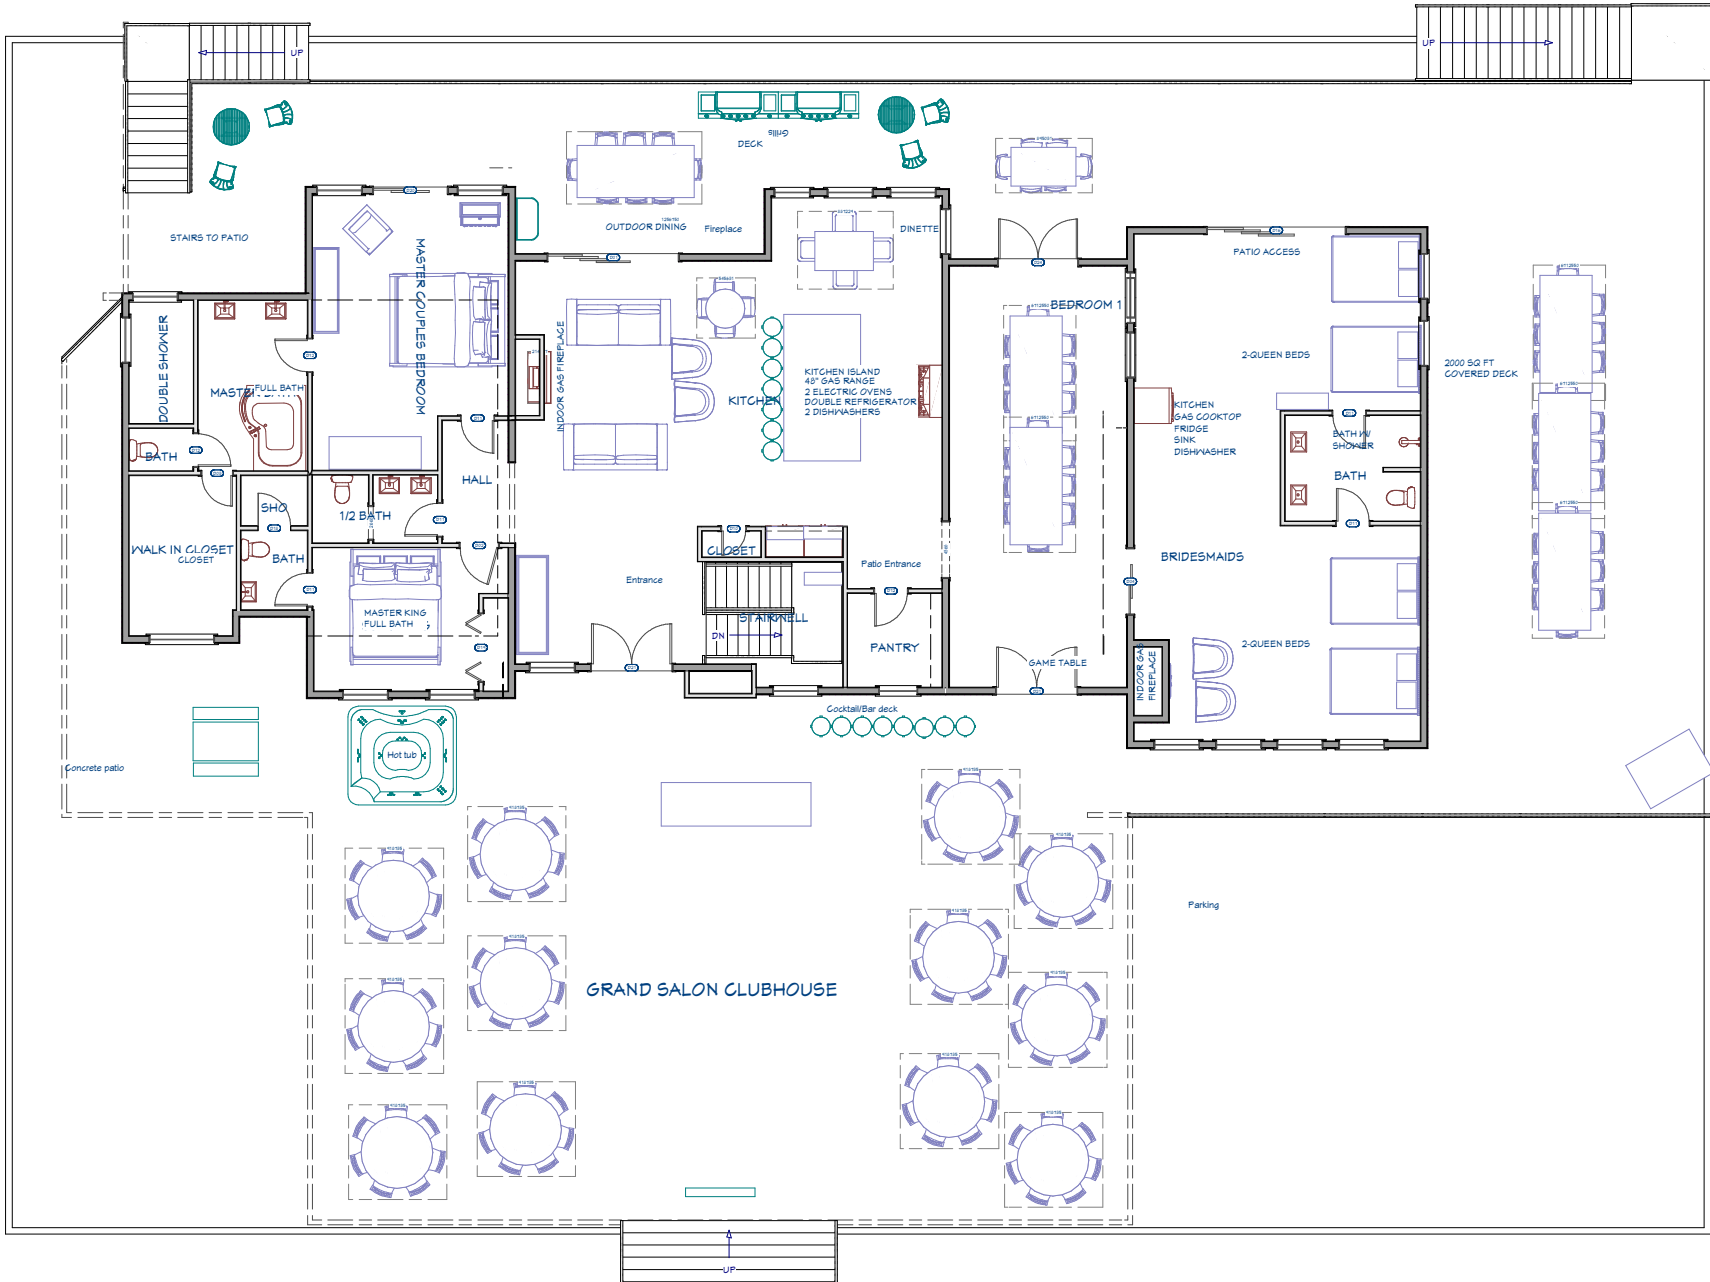 UP
UP
Grills
DECK
STAIRS TO PATIO
OUTDOOR DINING
Fireplace
DINETTE
PATIO ACCESS
MASTER COUPLES BEDROOM
BEDROOM 1
DOUBLE SHOWER
INDOOR GAS FIREPLACE
2-QUEEN BEDS
2000 SQ FT
COVERED DECK
FULL BATH
KITCHEN ISLAND
48" GAS RANGE
2 ELECTRIC OVENS
DOUBLE REFRIGERATOR
2 DISHWASHERS
KITCHEN
KITCHEN
GAS COOKTOP
FRIDGE
SINK
DISHWASHER
BATH W/
SHOWER
BATH
BATH
HALL
SHO
1/2 BATH
WALK IN CLOSET
CLOSET
BATH
CLOSET
Patio Entrance
BRIDESMAIDS
Entrance
MASTER KING
FULL BATH
STAIRWELL
DN
PANTRY
GAME TABLE
2-QUEEN BEDS
INDOOR GAS
FIREPLACE
Cocktail/Bar deck
Hot tub
Concrete patio
Parking
GRAND SALON CLUBHOUSE
UP